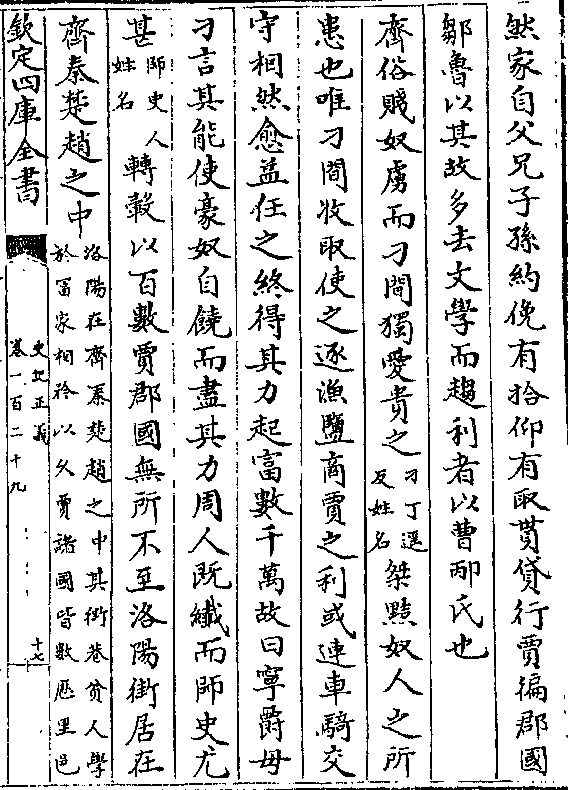 然家自父兄子孫約俛有拾仰有取貰貸行賈徧郡國
鄒魯以其故多去文學而趨利者以曹邴氏也
齊俗賤奴虜而刁閒獨愛貴之
刁丁遥
反姓名
桀黠奴人之所
患也唯刁間收取使之逐漁鹽商賈之利或連車騎交
守相然愈益任之終得其力起富數千萬故曰寧爵毋
刁言其能使豪奴自饒而盡其力周人既纎而師史尤
甚
師史人
姓名
轉轂以百數賈郡國無所不至洛陽街居在
齊秦楚趙之中
洛陽在齊秦楚趙之中其街巷貧人學
於富家相矜以久賈諸國皆數厯里邑
欽定四庫全書
史記正義
卷一百二十九
十七